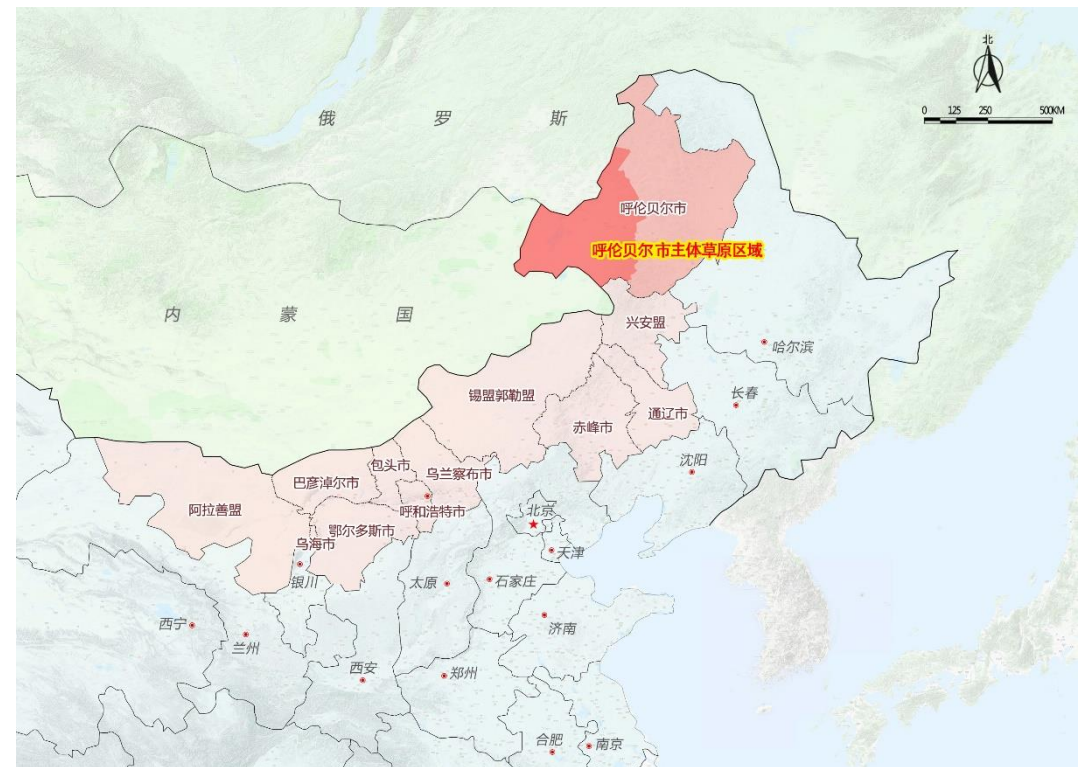 北
0 125 250 500KM
俄罗斯
呼伦贝尔市
呼伦贝尔市主体草原区域
内蒙国
兴安盟
哈尔滨
锡盟郭勒盟
长春
通辽市
赤峰市
沈阳
包头市
乌兰察布市
巴彦淖尔市
阿拉善盟
呼和浩特市
北京
鄂尔多斯市
乌海市
天津
银川
太原
石家庄
西宁
济南
兰州
西安
郑州
合肥
南京